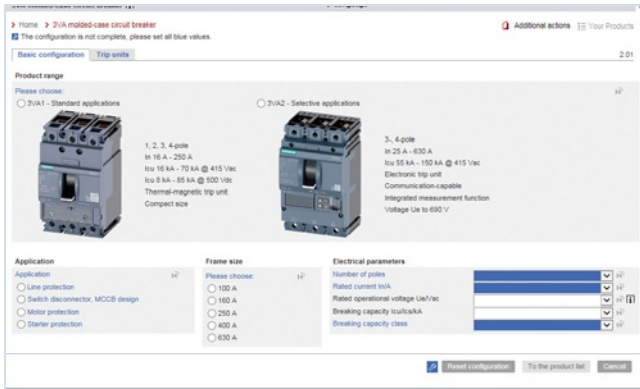 Home > 3VA molded-case circuit breaker
Additional actions
Your Products
The configuration is not complete, please set all blue values.
Basic configuration
Trip units
2.01
Product range
Please choose:
3VA1 - Standard applications
3VA2 - Selective applications
1, 2, 3, 4-pole
In 16 A - 250 A
Icu 16 kA - 70 kA @ 415 Vac
Icu 8 kA - 85 kA @ 500 Vdc
Thermal-magnetic trip unit
Compact size
3-, 4-pole
In 25 A - 630 A
Icu 55 kA - 150 kA @ 415 Vac
Electronic trip unit
Communication-capable
Integrated measurement function
Voltage Ue to 690 V
Application
Application
Line protection
Switch disconnector, MCCB design
Motor protection
Starter protection
Frame size
Please choose:
100 A
160 A
250 A
400 A
630 A
Electrical parameters
Number of poles
Rated current In/A
Rated operational voltage Ue/Vac
Breaking capacity Icu/Ics/kA
Breaking capacity class
Reset configuration
To the product list
Cancel